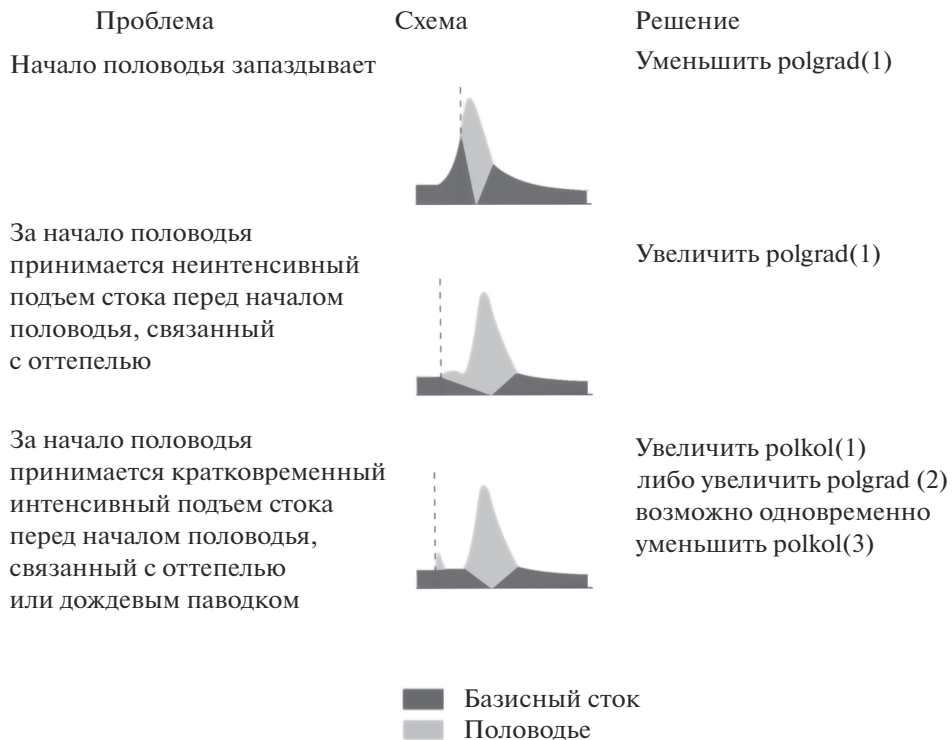 Проблема Схема Решение
Начало половодья запаздывает
Уменьшить polgrad(1)
За начало половодья
принимается неинтенсивный
подъем стока перед началом
половодья, связанный
с оттепелью
Увеличить polgrad(1)
За начало половодья
принимается кратковременный
интенсивный подъем стока
перед началом половодья,
связанный с оттепелью
или дождевым паводком
Увеличить polkol(1)
либо увеличить polgrad (2)
возможно одновременно
уменьшить polkol(3)
Базисный сток
Половодье